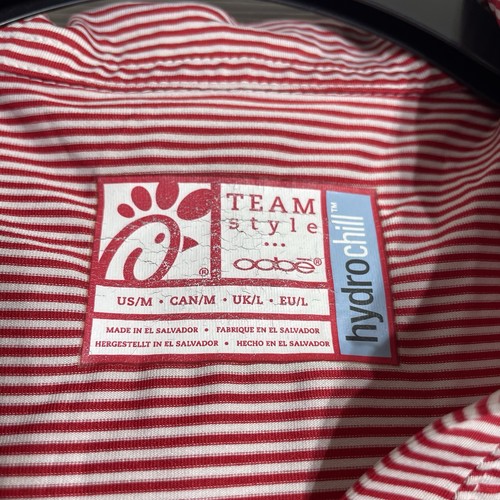 TEAM
style
...
oobe®
®
US/M • CAN/M • UK/L • EU/L
MADE IN EL SALVADOR • FABRIQUE EN EL SALVADOR
HERGESTELLT IN EL SALVADOR • HECHO EN EL SALVADOR
hydrochill™